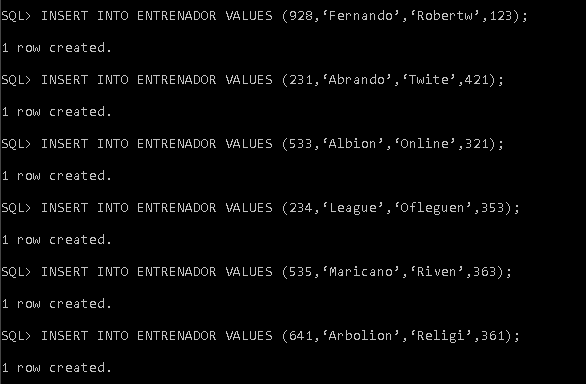 SQL> INSERT INTO ENTRENADOR VALUES (928,‘Fernando’,‘Robertw’,123);
1 row created.
SQL> INSERT INTO ENTRENADOR VALUES (231,‘Abrando’,‘Twite’,421);
1 row created.
SQL> INSERT INTO ENTRENADOR VALUES (533,‘Albion’,‘Online’,321);
1 row created.
SQL> INSERT INTO ENTRENADOR VALUES (234,‘League’,‘Ofleguen’,353);
1 row created.
SQL> INSERT INTO ENTRENADOR VALUES (535,‘Maricano’,‘Riven’,363);
1 row created.
SQL> INSERT INTO ENTRENADOR VALUES (641,‘Arbolion’,‘Religi’,361);
1 row created.